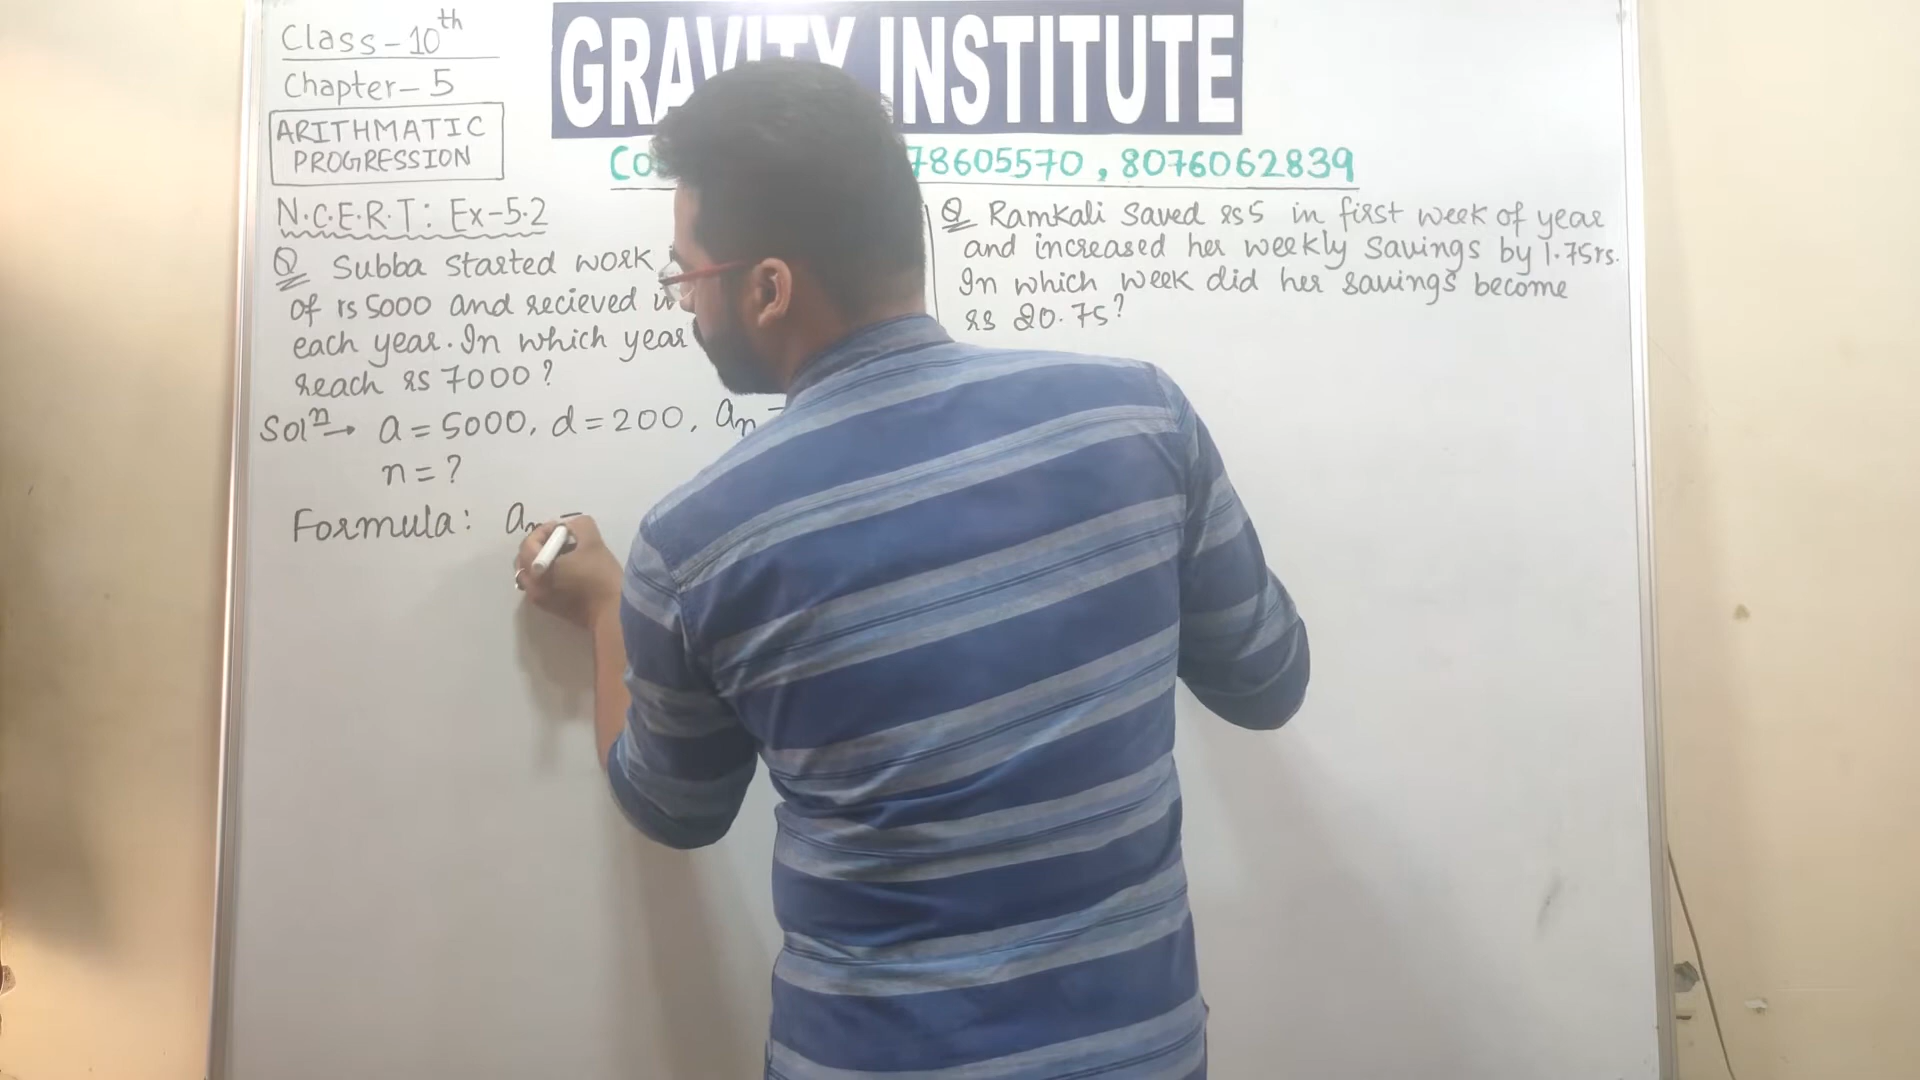 Class-10th
Chapter-5
ARITHMATIC
PROGRESSION
GRAVITY INSTITUTE
78605570, 8076062839
N.C.E.R.T: Ex-5.2
Q Subba started work
of rs 5000 and recieved
each year. In which year
reach rs 7000?
Solⁿ→ a = 5000, d = 200, an
n = ?
Formula: an =
Q Ramkali saved rs 5 in first week of year
and increased her weekly savings by 1.75rs.
In which week did her savings become
rs 20.75?